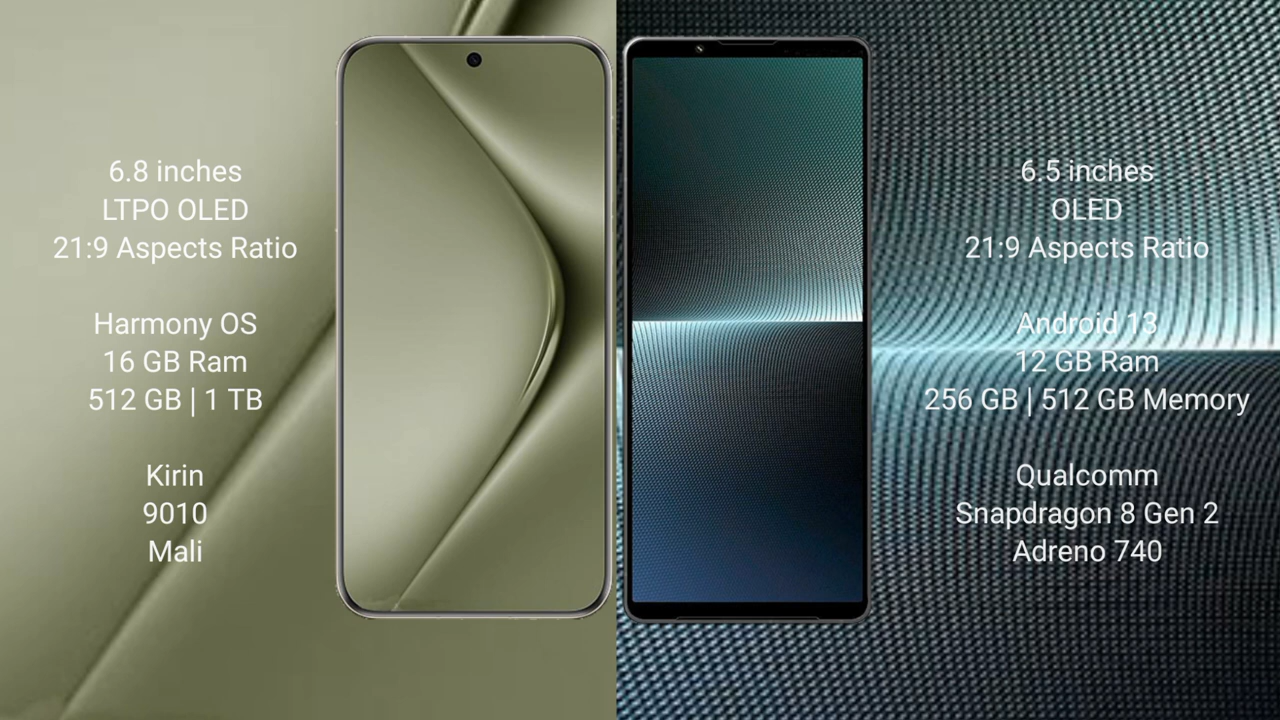 6.8 inches
LTPO OLED
21:9 Aspects Ratio
Harmony OS
16 GB Ram
512 GB | 1 TB
Kirin
9010
Mali
6.5 inches
OLED
21:9 Aspects Ratio
Android 13
12 GB Ram
256 GB | 512 GB Memory
Qualcomm
Snapdragon 8 Gen 2
Adreno 740